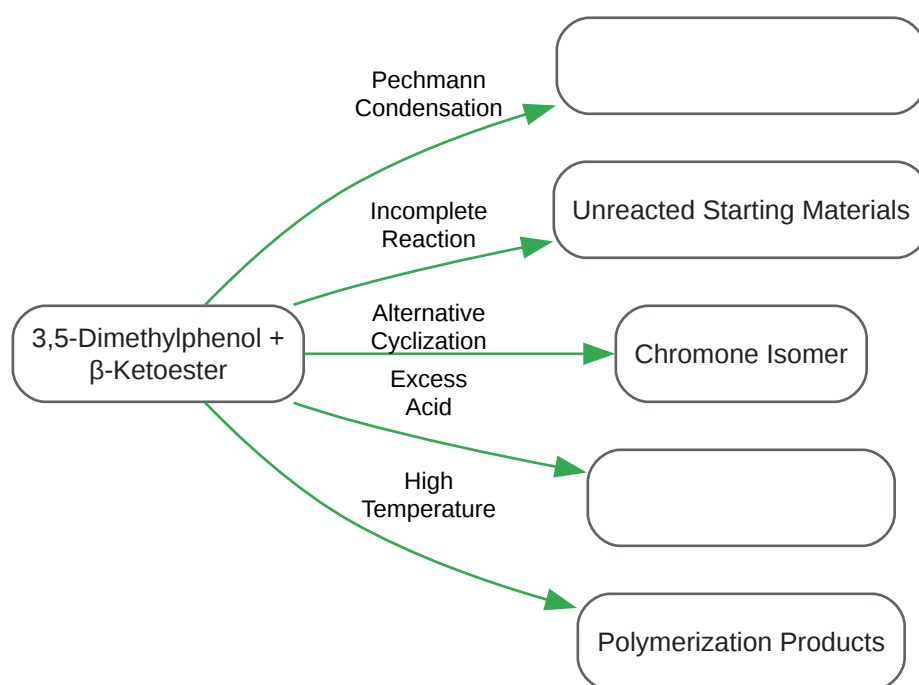 Pechmann
Condensation
Incomplete
Reaction
Unreacted Starting Materials
3,5-Dimethylphenol +
β-Ketoester
Alternative
Cyclization
Chromone Isomer
Excess
Acid
High
Temperature
Polymerization Products